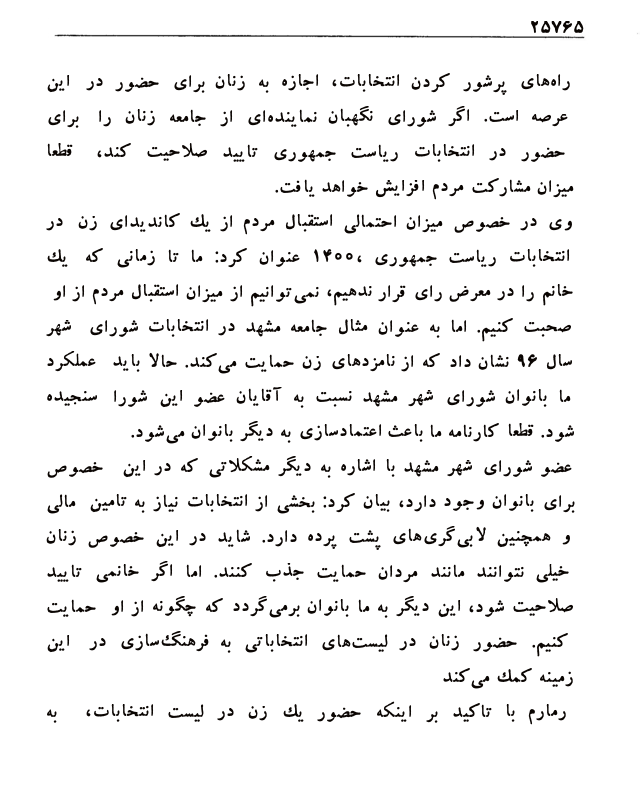 ۲۵۷۶۵
راه‌های پرشور کردن انتخابات، اجازه به زنان برای حضور در این
عرصه است. اگر شورای نگهبان نماینده‌ای از جامعه زنان را برای
حضور در انتخابات ریاست جمهوری تایید صلاحیت کند، قطعا
میزان مشارکت مردم افزایش خواهد یافت.
وی در خصوص میزان احتمالی استقبال مردم از یك کاندیدای زن در
انتخابات ریاست جمهوری ۱۴۰۰، عنوان کرد: ما تا زمانی که یك
خانم را در معرض رای قرار ندهیم، نمی‌توانیم از میزان استقبال مردم از او
صحبت کنیم. اما به عنوان مثال جامعه مشهد در انتخابات شورای شهر
سال ۹۶ نشان داد که از نامزدهای زن حمایت می‌کند. حالا باید عملکرد
ما بانوان شورای شهر مشهد نسبت به آقایان عضو این شورا سنجیده
شود. قطعا کارنامه ما باعث اعتمادسازی به دیگر بانوان می‌شود.
عضو شورای شهر مشهد با اشاره به دیگر مشکلاتی که در این خصوص
برای بانوان وجود دارد، بیان کرد: بخشی از انتخابات نیاز به تامین مالی
و همچنین لابی‌گری‌های پشت پرده دارد. شاید در این خصوص زنان
خیلی نتوانند مانند مردان حمایت جذب کنند. اما اگر خانمی تایید
صلاحیت شود، این دیگر به ما بانوان برمی‌گردد که چگونه از او حمایت
کنیم. حضور زنان در لیست‌های انتخاباتی به فرهنگ‌سازی در این
زمینه کمك می‌کند
رمارم با تاکید بر اینکه حضور یك زن در لیست انتخابات، به